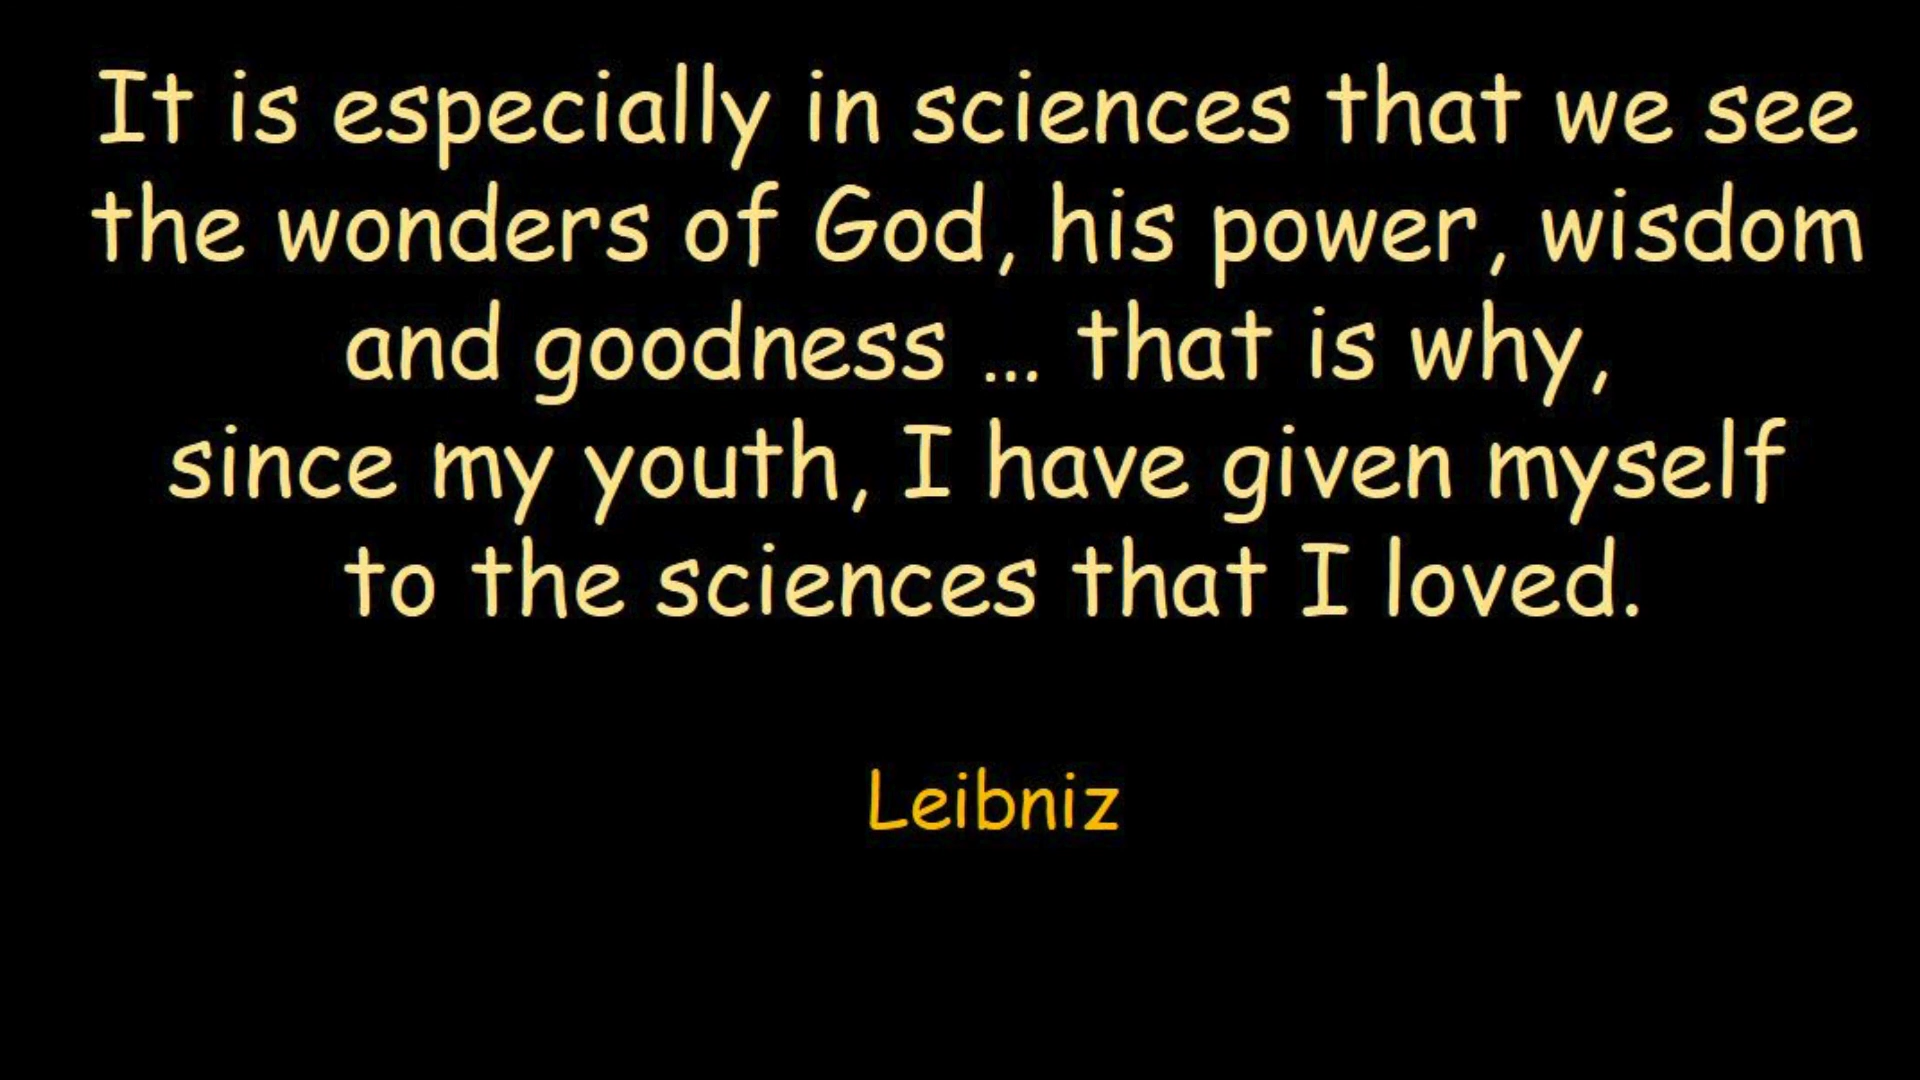 It is especially in sciences that we see
the wonders of God, his power, wisdom
and goodness ... that is why,
since my youth, I have given myself
to the sciences that I loved.
Leibniz